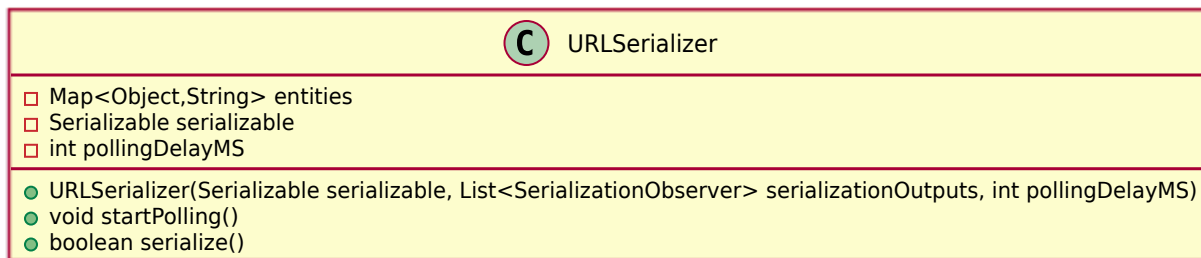 C URLSerializer
Map<Object,String> entities
Serializable serializable
int pollingDelayMS
URLSerializer(Serializable serializable, List<SerializationObserver> serializationOutputs, int pollingDelayMS)
void startPolling()
boolean serialize()